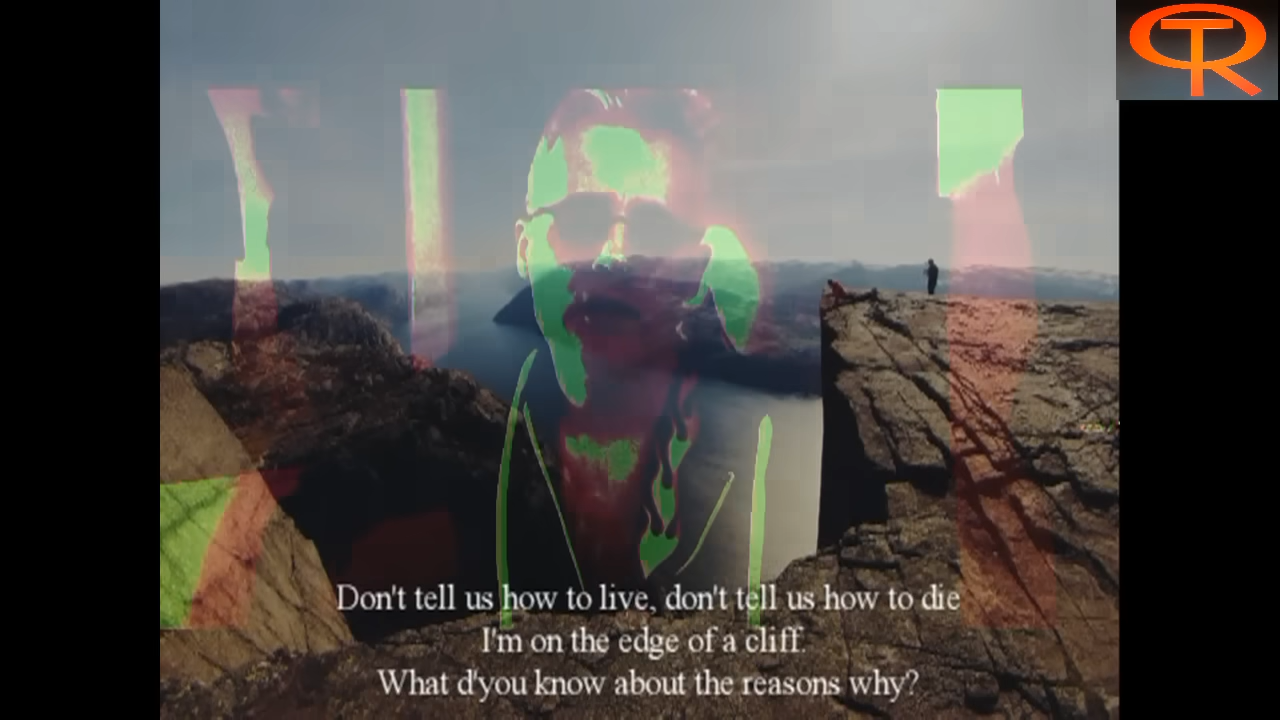 TR
Don't tell us how to live, don't tell us how to die
I'm on the edge of a cliff.
What d'you know about the reasons why?